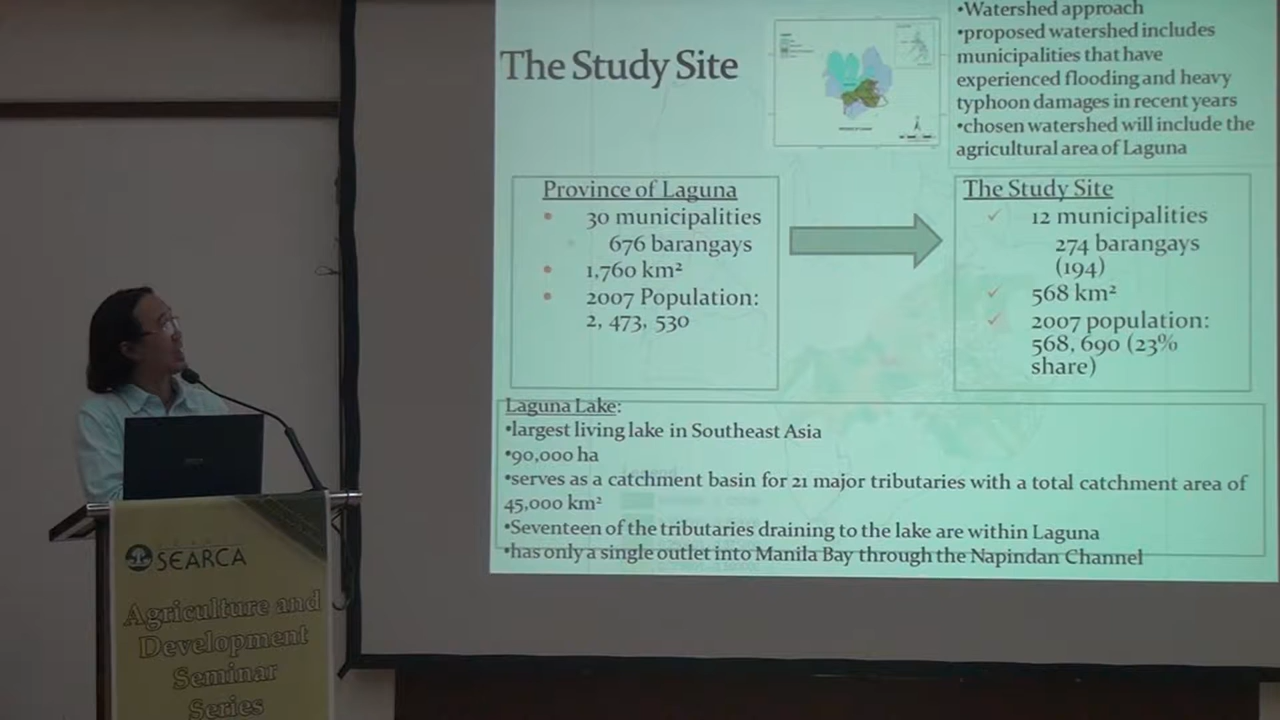 The Study Site
•Watershed approach
•proposed watershed includes
municipalities that have
experienced flooding and heavy
typhoon damages in recent years
•chosen watershed will include the
agricultural area of Laguna
Province of Laguna
• 30 municipalities
676 barangays
• 1,760 km²
• 2007 Population:
2, 473, 530
The Study Site
✓ 12 municipalities
274 barangays
(194)
✓ 568 km²
✓ 2007 population:
568, 690 (23%
share)
Laguna Lake:
•largest living lake in Southeast Asia
•90,000 ha
•serves as a catchment basin for 21 major tributaries with a total catchment area of
45,000 km²
•Seventeen of the tributaries draining to the lake are within Laguna
•has only a single outlet into Manila Bay through the Napindan Channel
SEARCA
Agriculture and
Development
Seminar
Series